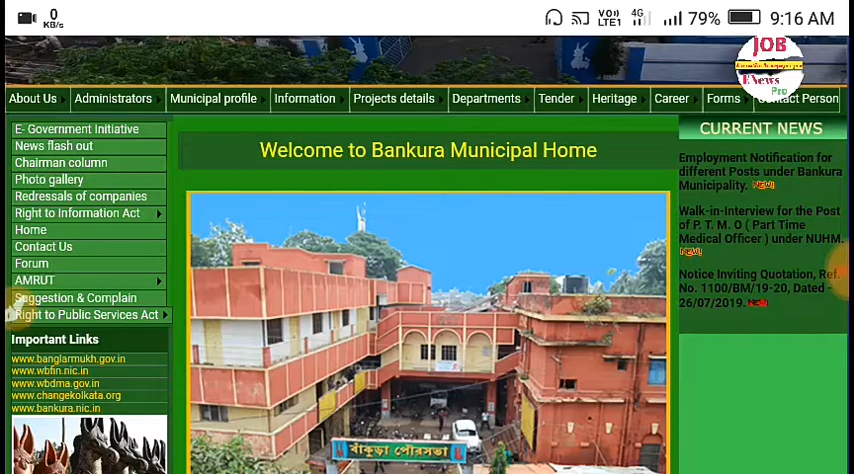 0
KB/s
VO))
LTE1
4G
79%
9:16 AM
JOB
ENews
Pro
About Us
Administrators
Municipal profile
Information
Projects details
Departments
Tender
Heritage
Career
Forms
Contact Person
E- Government Initiative
News flash out
Chairman column
Photo gallery
Redressals of companies
Right to Information Act
Home
Contact Us
Forum
AMRUT
Suggestion & Complain
Right to Public Services Act
Important Links
www.banglarmukh.gov.in
www.wbfin.nic.in
www.wbdma.gov.in
www.changekolkata.org
www.bankura.nic.in
Welcome to Bankura Municipal Home
বাঁকুড়া পৌরসভা
CURRENT NEWS
Employment Notification for
different Posts under Bankura
Municipality. NEW!
Walk-in-Interview for the Post
of P. T. M. O ( Part Time
Medical Officer ) under NUHM.
NEW!
Notice Inviting Quotation, Ref.
No. 1100/BM/19-20, Dated -
26/07/2019. NEW!